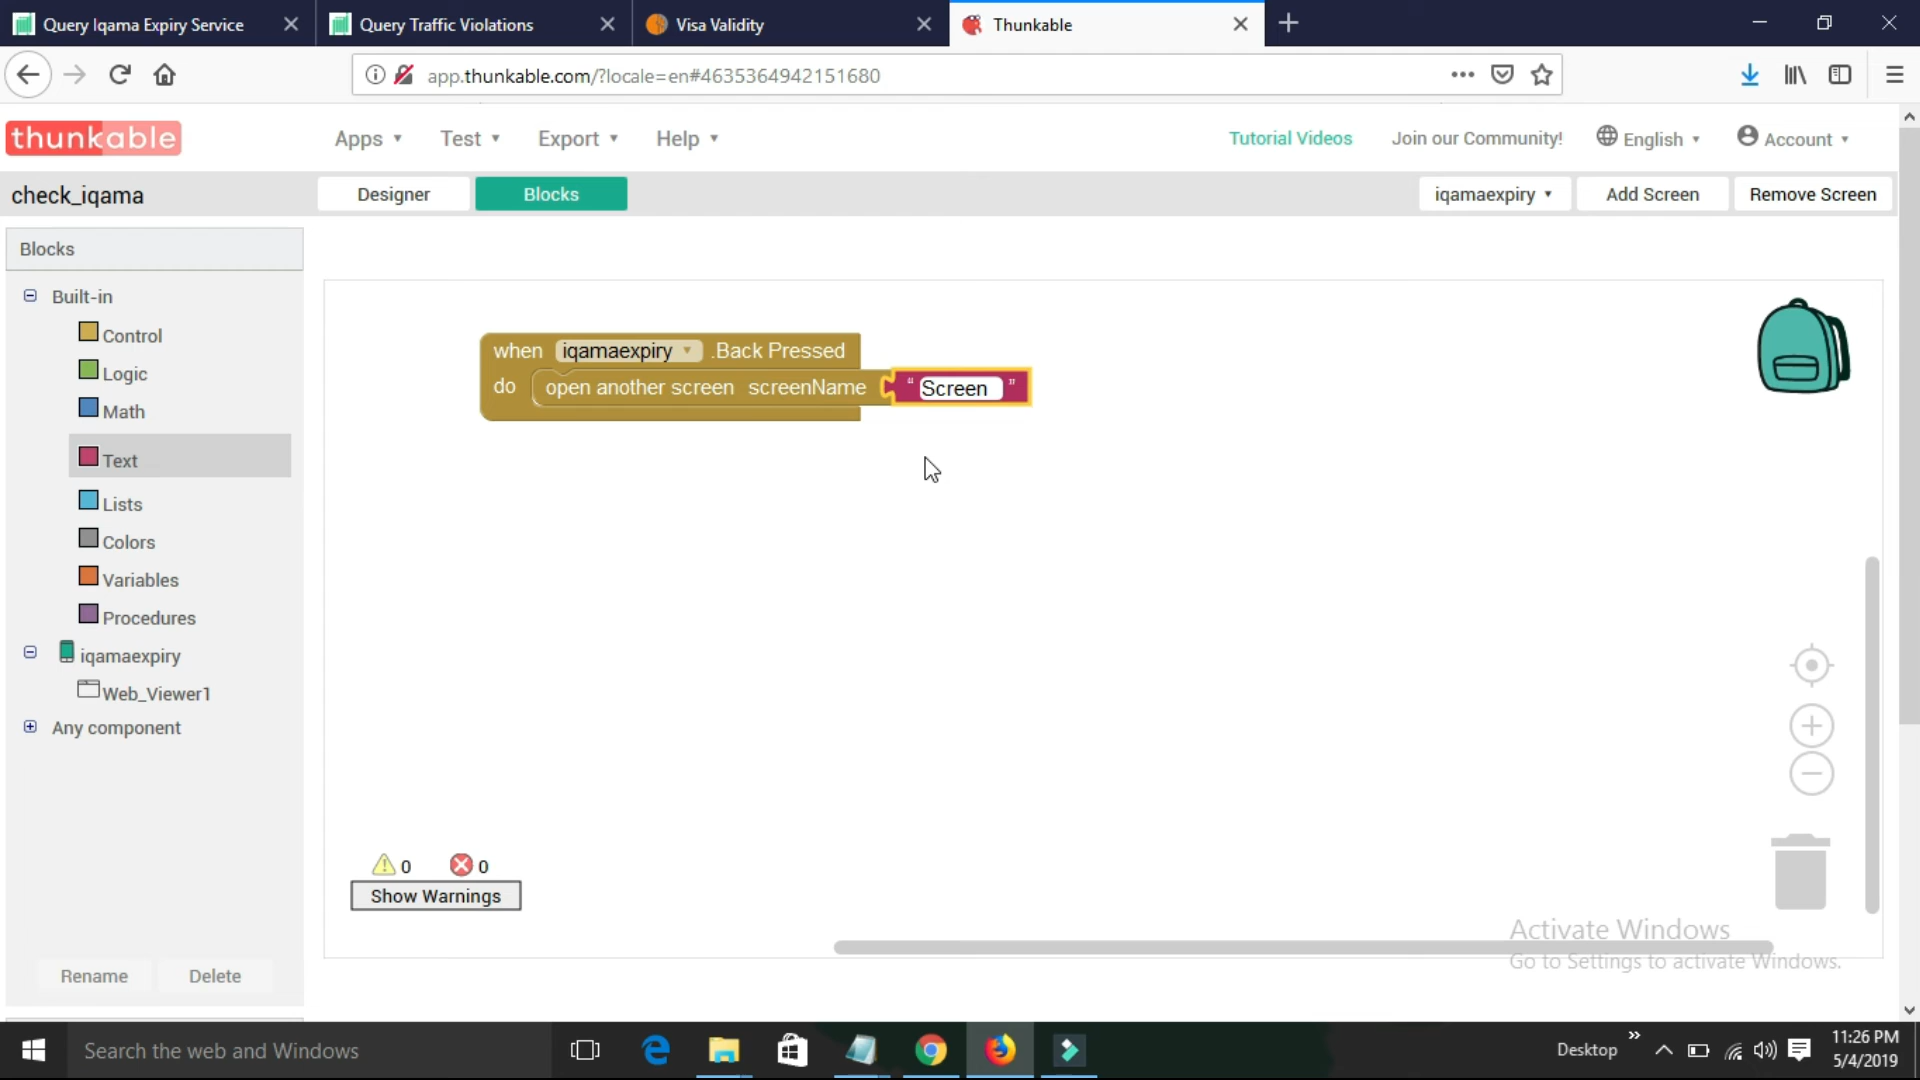 Query Iqama Expiry Service
Query Traffic Violations
Visa Validity
Thunkable
app.thunkable.com/?locale=en#4635364942151680
thunkable
Apps
Test
Export
Help
Tutorial Videos
Join our Community!
English
Account
check_iqama
Designer
Blocks
iqamaexpiry
Add Screen
Remove Screen
Blocks
Built-in
Control
Logic
Math
Text
Lists
Colors
Variables
Procedures
iqamaexpiry
Web_Viewer1
Any component
Rename
Delete
when iqamaexpiry .Back Pressed
do open another screen screenName “ Screen ”
0 0
Show Warnings
Activate Windows
Go to Settings to activate Windows.
Search the web and Windows
Desktop
11:26 PM
5/4/2019